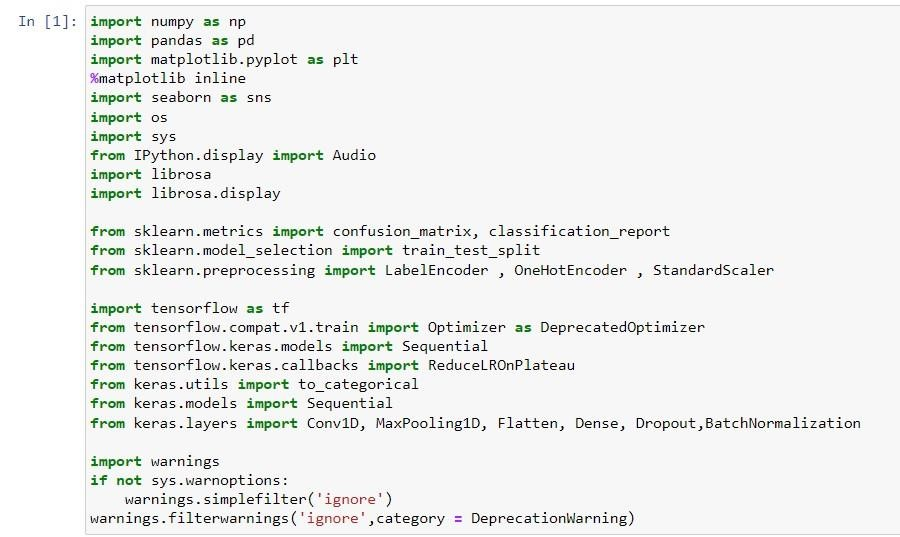 In [1]: import numpy as np
import pandas as pd
import matplotlib.pyplot as plt
%matplotlib inline
import seaborn as sns
import os
import sys
from IPython.display import Audio
import librosa
import librosa.display

from sklearn.metrics import confusion_matrix, classification_report
from sklearn.model_selection import train_test_split
from sklearn.preprocessing import LabelEncoder , OneHotEncoder , StandardScaler

import tensorflow as tf
from tensorflow.compat.v1.train import Optimizer as DeprecatedOptimizer
from tensorflow.keras.models import Sequential
from tensorflow.keras.callbacks import ReduceLROnPlateau
from keras.utils import to_categorical
from keras.models import Sequential
from keras.layers import Conv1D, MaxPooling1D, Flatten, Dense, Dropout,BatchNormalization

import warnings
if not sys.warnoptions:
    warnings.simplefilter('ignore')
warnings.filterwarnings('ignore',category = DeprecationWarning)